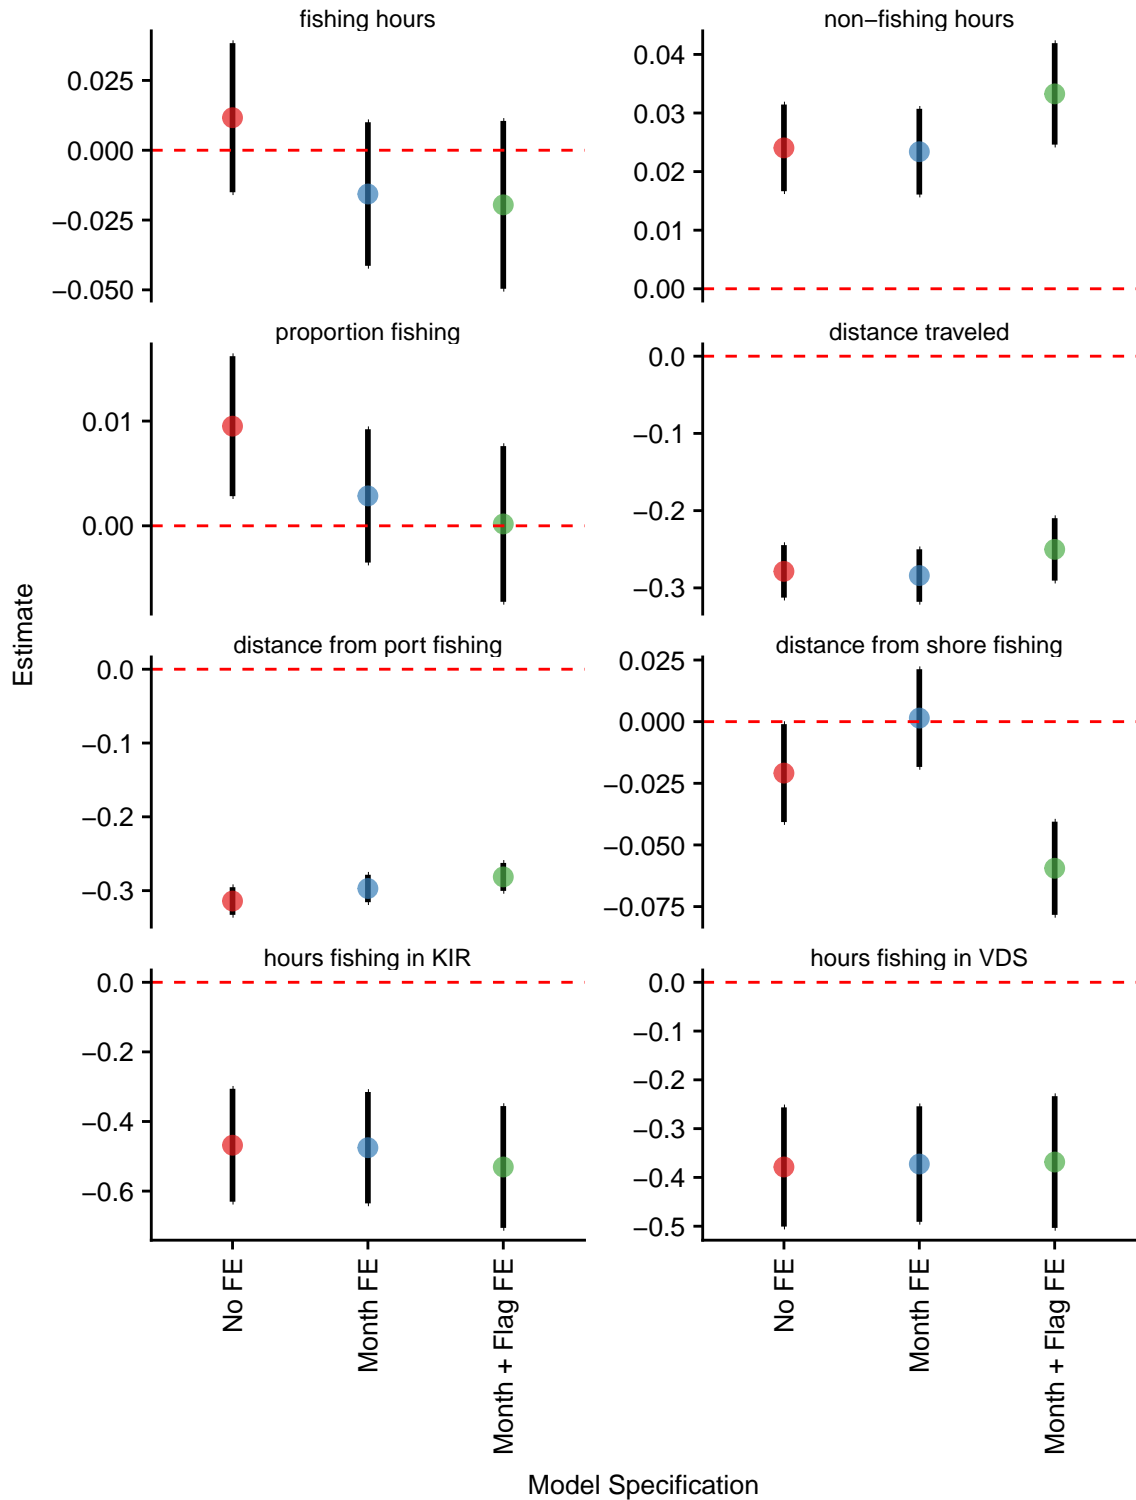 fishing hours
non−fishing hours
0.025
0.000
−0.025
−0.050
0.04
0.03
0.02
0.01
0.00
proportion fishing
distance traveled
0.01
0.00
0.0
−0.1
−0.2
−0.3
distance from port fishing
distance from shore fishing
0.0
−0.1
−0.2
−0.3
0.025
0.000
−0.025
−0.050
−0.075
hours fishing in KIR
hours fishing in VDS
0.0
−0.2
−0.4
−0.6
0.0
−0.1
−0.2
−0.3
−0.4
−0.5
Estimate
No FE
Month FE
Month + Flag FE
No FE
Month FE
Month + Flag FE
Model Specification